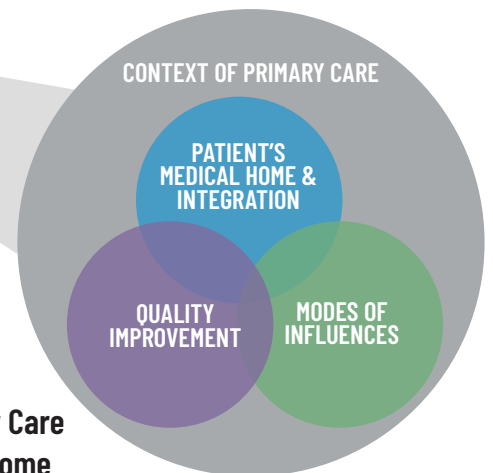 CONTEXT OF PRIMARY CARE
PATIENT'S
MEDICAL HOME &
INTEGRATION
QUALITY
IMPROVEMENT
MODES OF
INFLUENCES
Care
ome